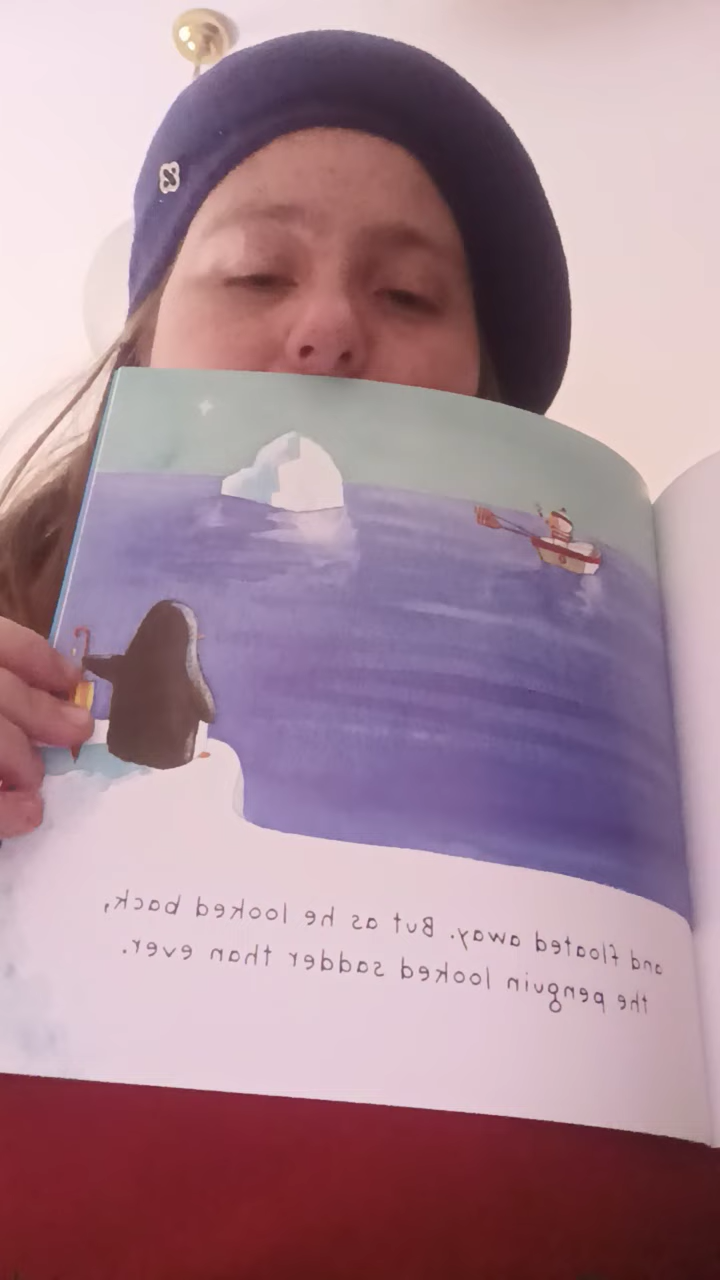 and floated away. But as he looked back,
the penguin looked sadder than ever.